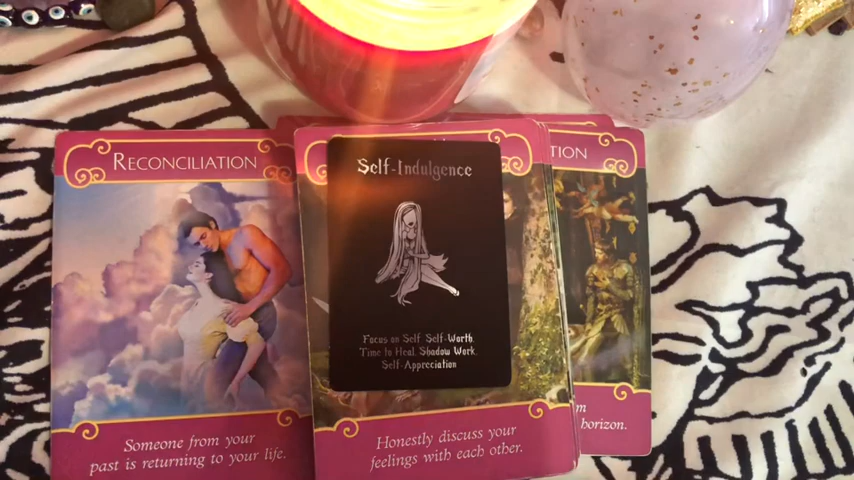 RECONCILIATION
Someone from your
past is returning to your life.
Self-Indulgence
Focus on Self Self-Worth.
Time to Heal. Shadow Work.
Self-Appreciation
Honestly discuss your
feelings with each other.
TION
m
horizon.